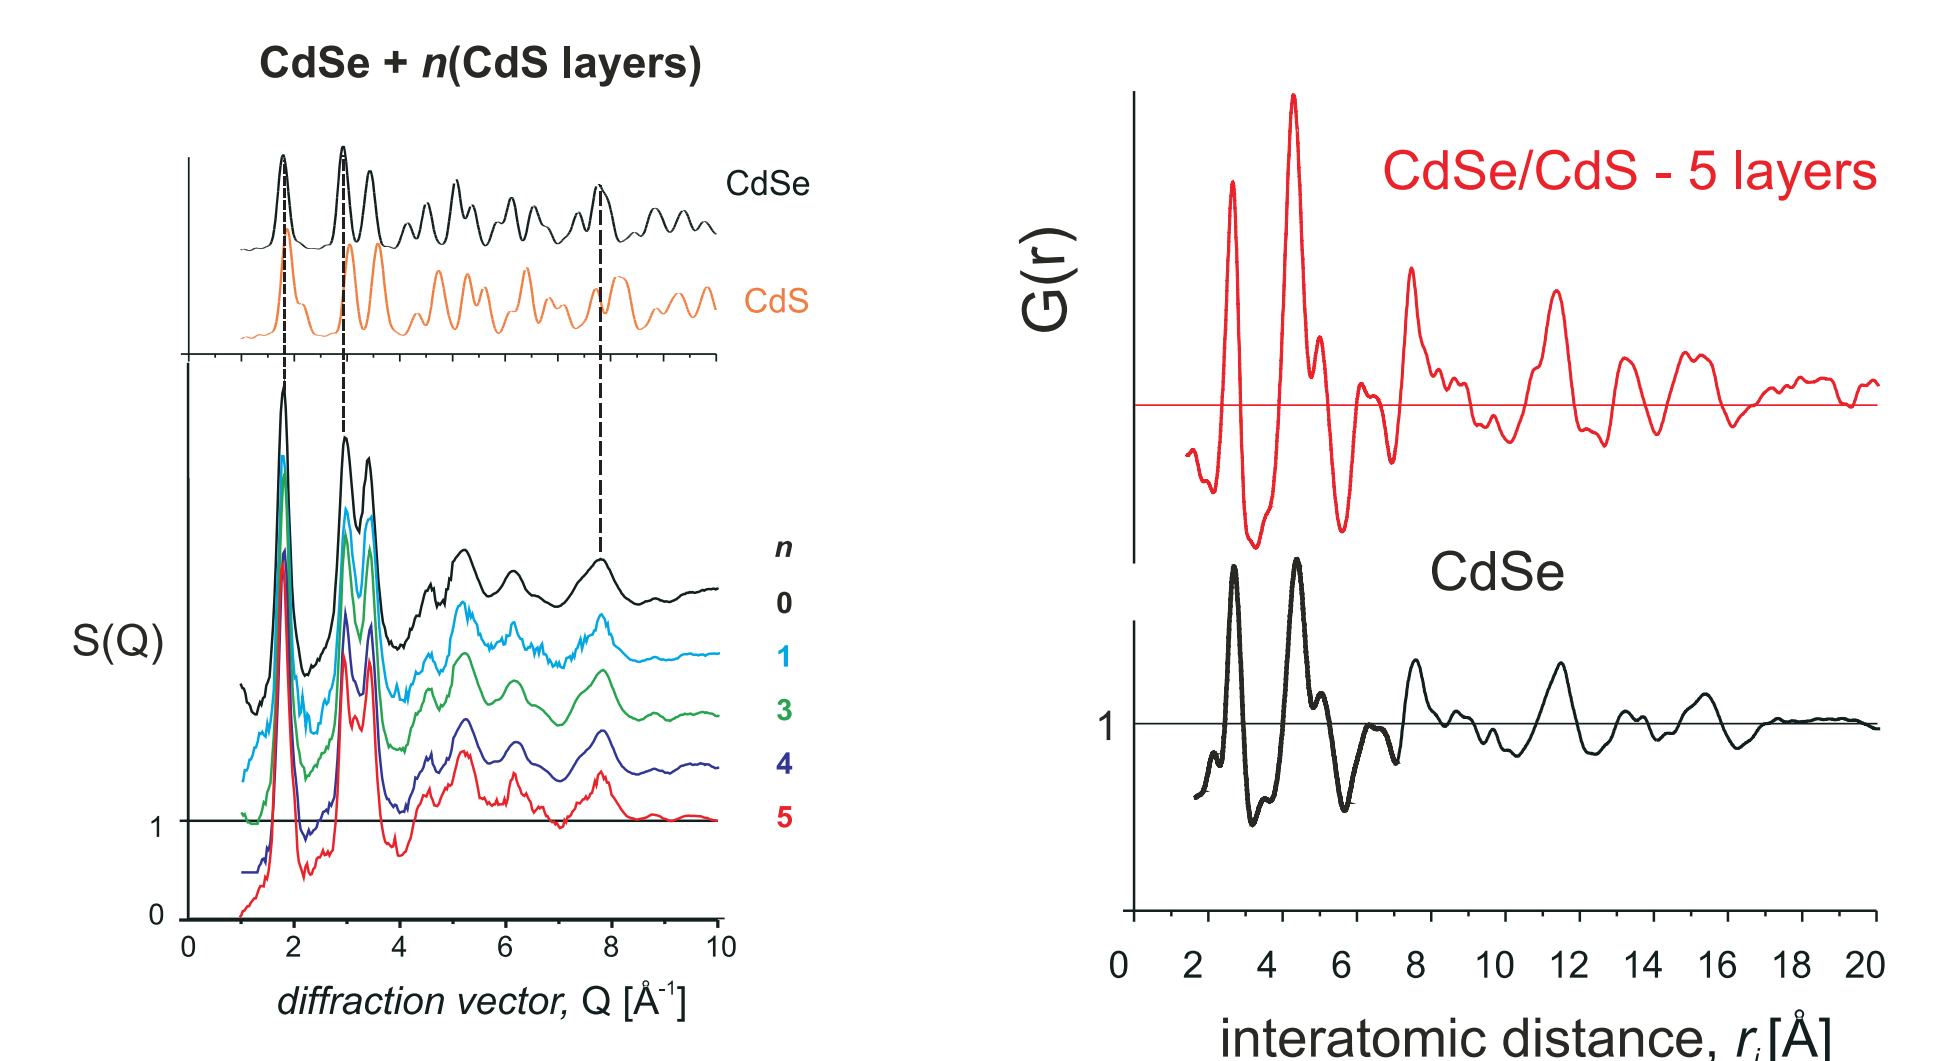 CdSe + n(CdS layers)
CdSe
CdS
S(Q)
n
0
1
3
4
5
1
0
0 2 4 6 8 10
diffraction vector, Q [Å⁻¹]
G(r)
CdSe/CdS - 5 layers
CdSe
1
0 2 4 6 8 10 12 14 16 18 20
interatomic distance, rᵢ [Å]